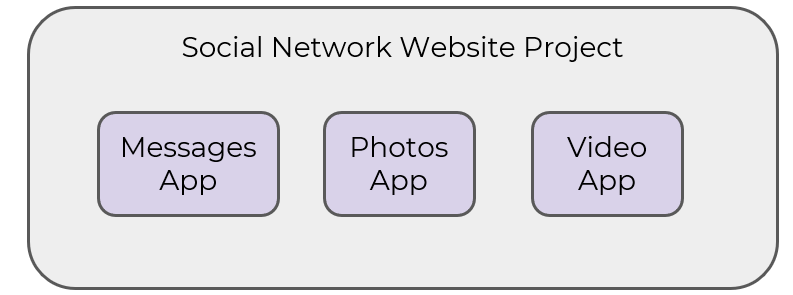 Social Network Website Project
Messages
App
Photos
App
Video
App